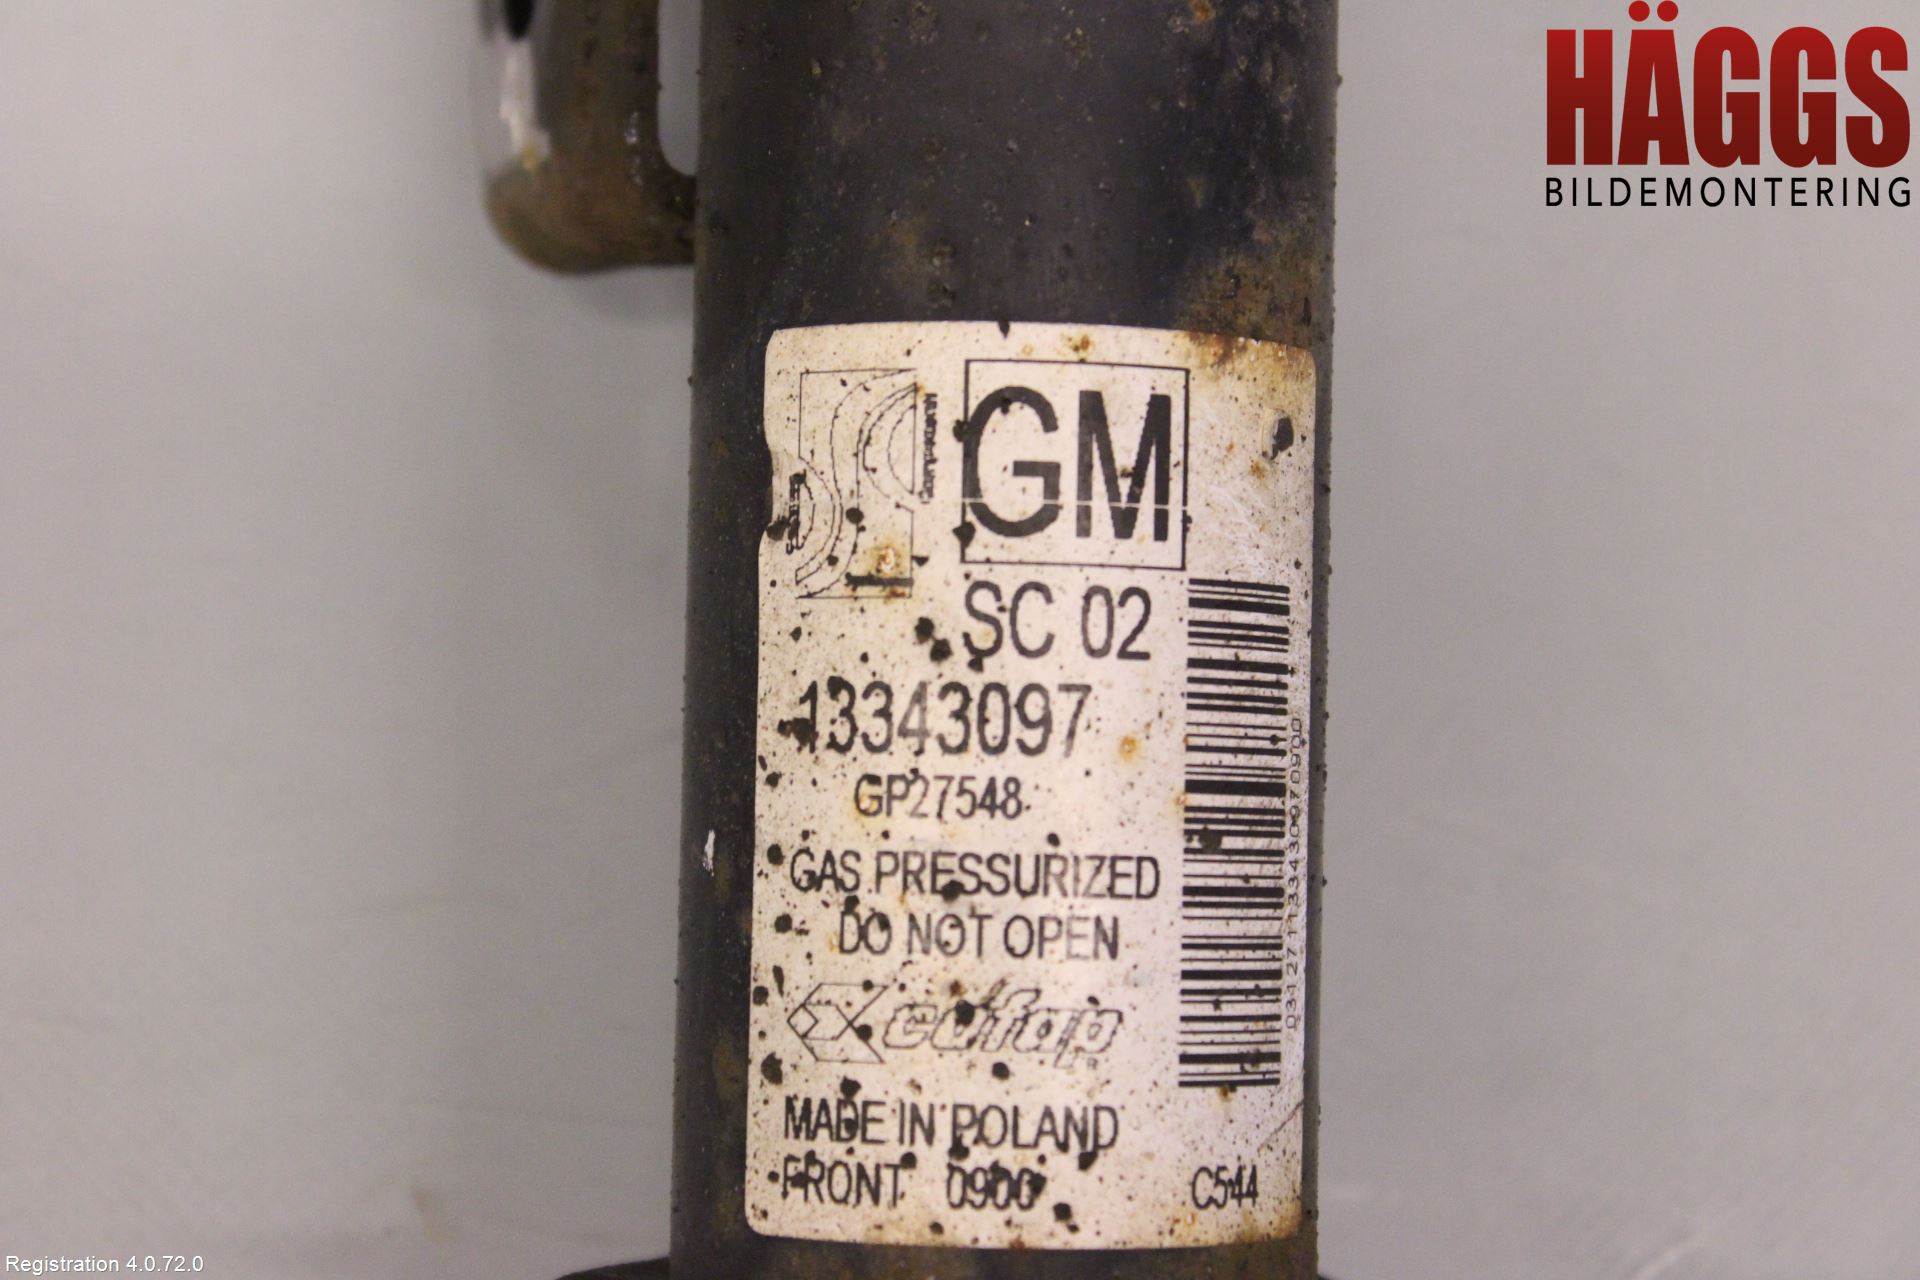 HÄGGS
BILDEMONTERING
GM
SC 02
13343097
GP27548
GAS PRESSURIZED
DO NOT OPEN
cofap
MADE IN POLAND
FRONT 0900
C544
Registration 4.0.72.0